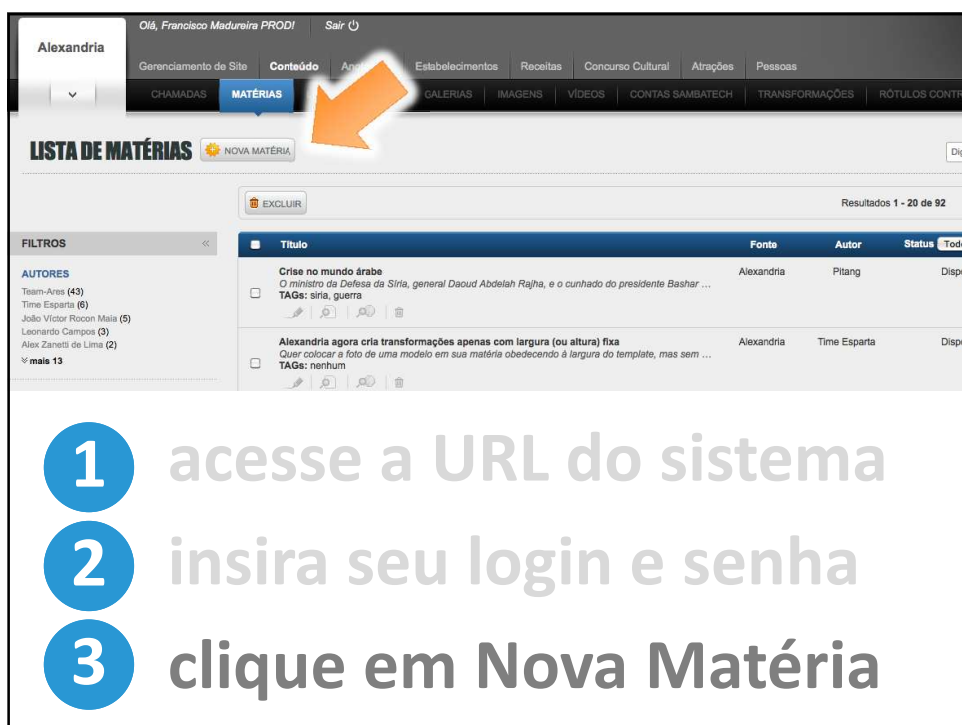 Olá, Francisco Madureira PROD! Sair
Alexandria
Gerenciamento de Site Conteúdo Estabelecimentos Receitas Concurso Cultural Atrações Pessoas
CHAMADAS MATÉRIAS GALERIAS IMAGENS VÍDEOS CONTAS SAMBATECH TRANSFORMAÇÕES RÓTULOS CONTR
LISTA DE MATÉRIAS NOVA MATÉRIA
EXCLUIR Resultados 1 - 20 de 92
FILTROS «
Título Fonte Autor Status Tod
AUTORES
Team-Ares (43)
Time Esparta (6)
João Víctor Rocon Maia (5)
Leonardo Campos (3)
Alex Zanetti de Lima (2)
mais 13
Crise no mundo árabe Alexandria Pitang Disp
O ministro da Defesa da Síria, general Daoud Abdelah Rajha, e o cunhado do presidente Bashar ...
TAGs: siria, guerra
Alexandria agora cria transformações apenas com largura (ou altura) fixa Alexandria Time Esparta Disp
Quer colocar a foto de uma modelo em sua matéria obedecendo à largura do template, mas sem ...
TAGs: nenhum
1 acesse a URL do sistema
2 insira seu login e senha
3 clique em Nova Matéria